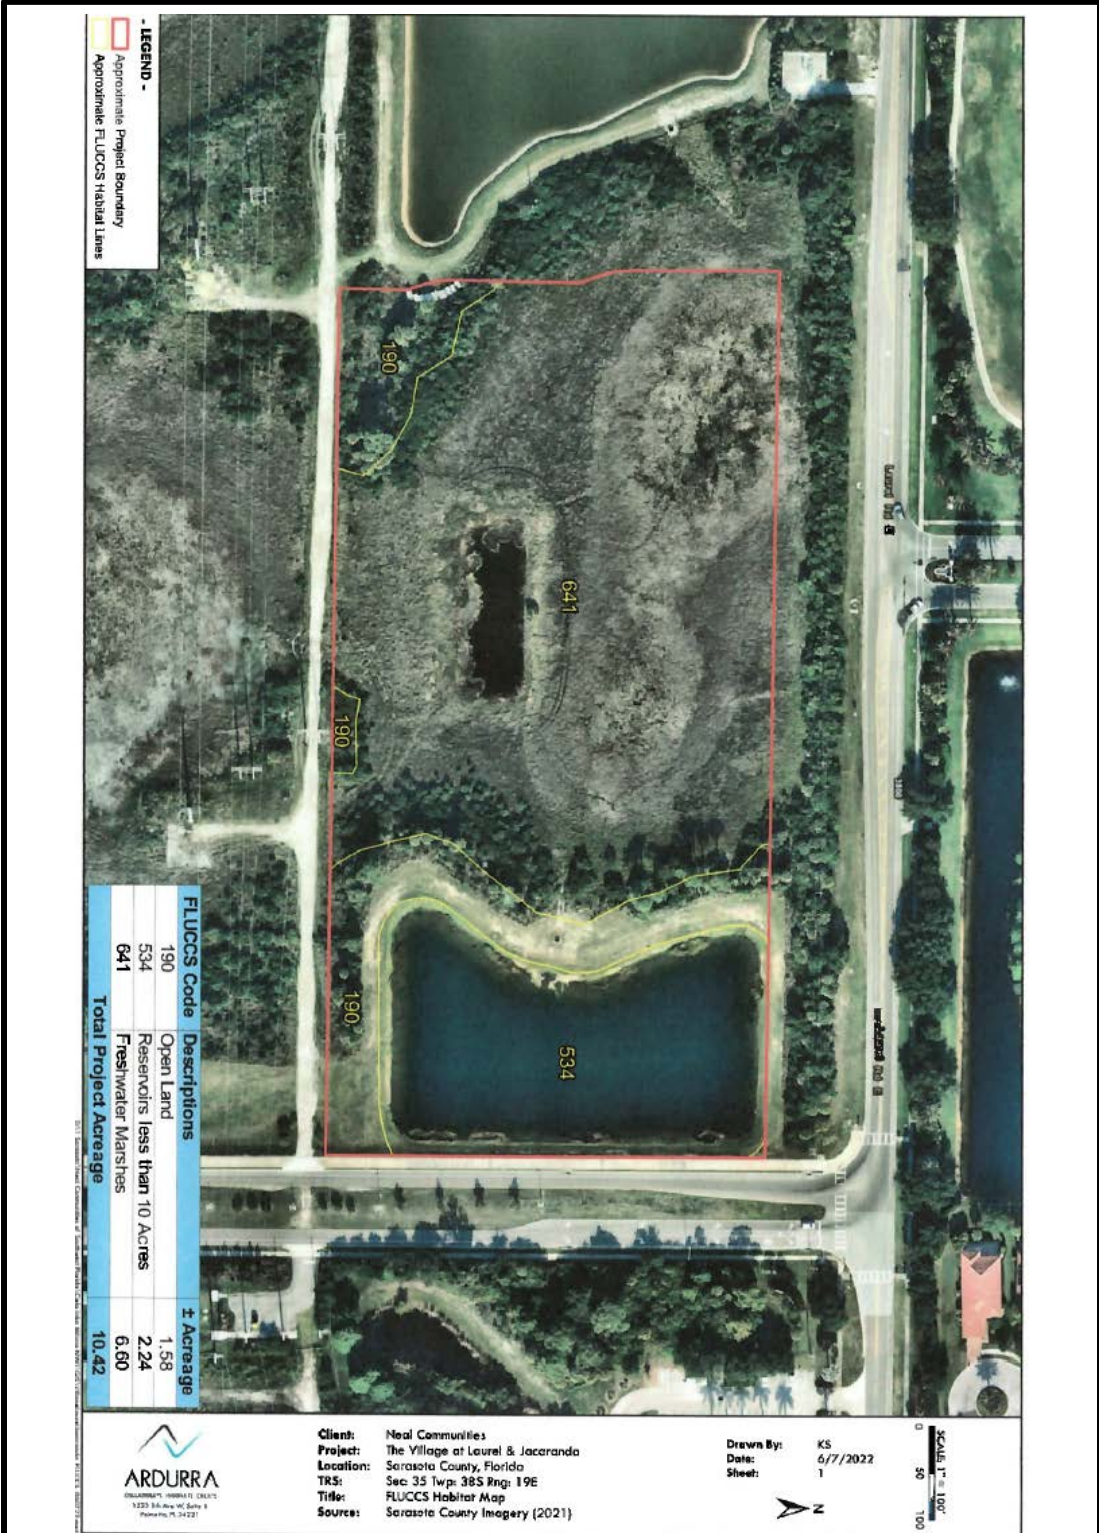 - LEGEND -
Approximate Project Boundary
Approximate FLUCCS Habitat Lines
190
641
190
534
190
Laurel Rd E
FLUCCS Code Descriptions ± Acreage
190 Open Land 1.58
534 Reservoirs less than 10 Acres 2.24
641 Freshwater Marshes 6.60
Total Project Acreage 10.42
ARDURRA
Client: Neal Communities
Project: The Village at Laurel & Jacaranda
Location: Sarasota County, Florida
TRS: Sec: 35 Twp: 38S Rng: 19E
Title: FLUCCS Habitat Map
Source: Sarasota County Imagery (2021)
Drawn By: KS
Date: 6/7/2022
Sheet: 1
N
SCALE 1" = 100'
0 50 100